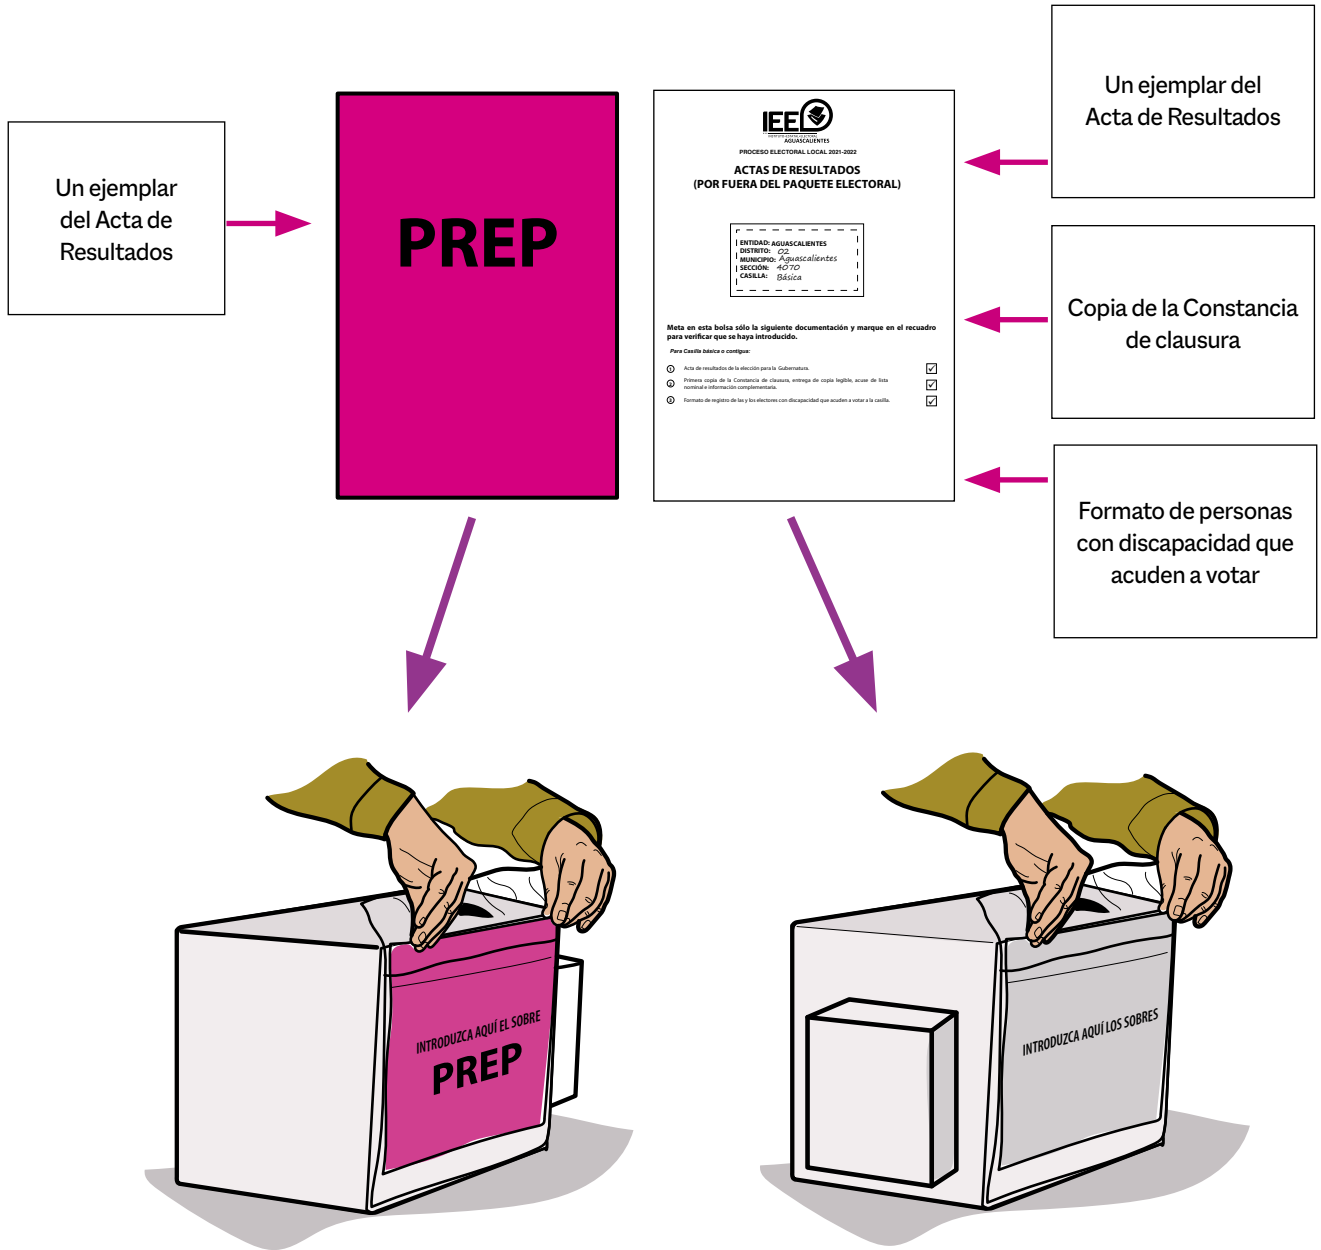 Un ejemplar
del Acta de
Resultados
PREP
IEE
INSTITUTO ESTATAL ELECTORAL
AGUASCALIENTES
PROCESO ELECTORAL LOCAL 2021-2022
ACTAS DE RESULTADOS
(POR FUERA DEL PAQUETE ELECTORAL)
ENTIDAD: AGUASCALIENTES
DISTRITO: 02
MUNICIPIO: Aguascalientes
SECCIÓN: 4070
CASILLA: Básica
Meta en esta bolsa sólo la siguiente documentación y marque en el recuadro
para verificar que se haya introducido.
Para Casilla básica o contigua:
1 Acta de resultados de la elección para la Gubernatura.
2 Primera copia de la Constancia de clausura, entrega de copia legible, acuse de lista
nominal e información complementaria.
3 Formato de registro de las y los electores con discapacidad que acuden a votar a la casilla.
Un ejemplar del
Acta de Resultados
Copia de la Constancia
de clausura
Formato de personas
con discapacidad que
acuden a votar
INTRODUZCA AQUÍ EL SOBRE
PREP
INTRODUZCA AQUÍ LOS SOBRES